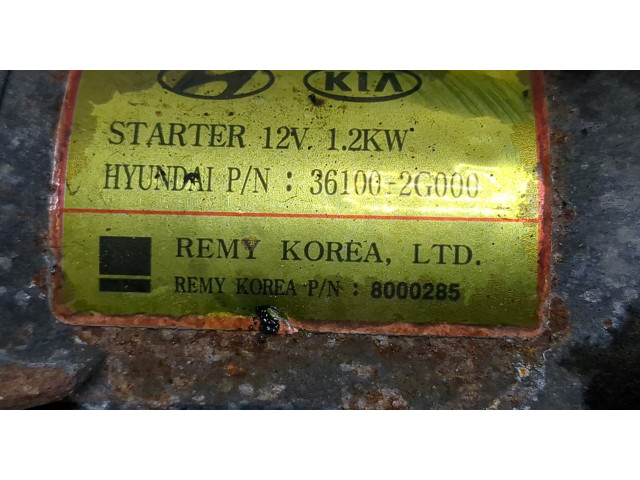 KIA
STARTER 12V. 1.2KW
HYUNDAI P/N : 36100-2G000
REMY KOREA, LTD.
REMY KOREA P/N : 8000285